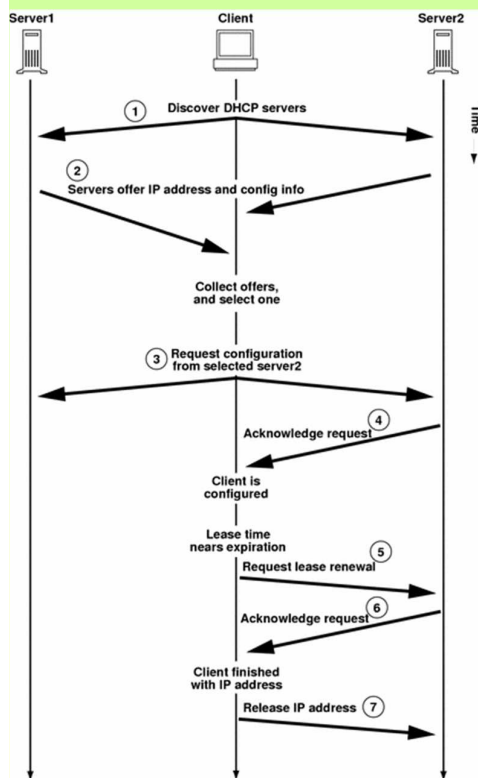 Server1
Client
Server2
Time
1
Discover DHCP servers
2
Servers offer IP address and config info
Collect offers,
and select one
3
Request configuration
from selected server2
4
Acknowledge request
Client is
configured
Lease time
nears expiration
5
Request lease renewal
6
Acknowledge request
Client finished
with IP address
Release IP address
7